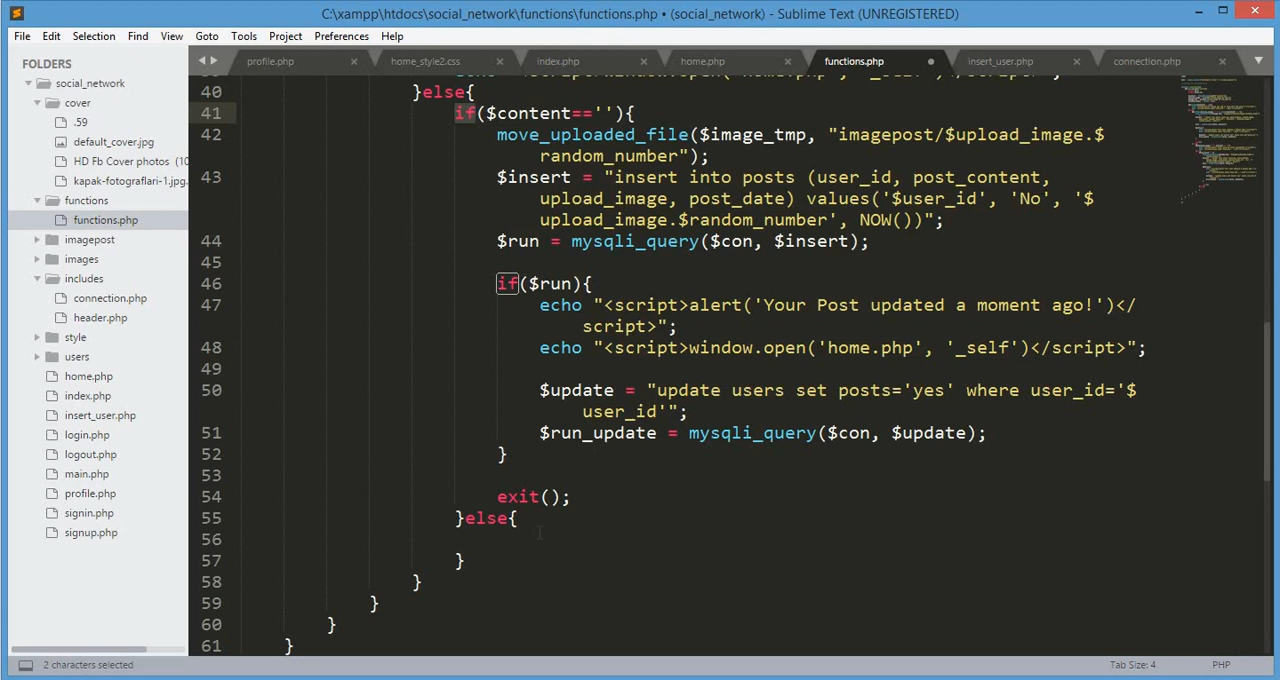 C:\xampp\htdocs\social_network\functions\functions.php • (social_network) - Sublime Text (UNREGISTERED)
File Edit Selection Find View Goto Tools Project Preferences Help
FOLDERS
social_network
cover
.59
default_cover.jpg
HD Fb Cover photos (10
kapak-fotograflari-1.jpg.
functions
functions.php
imagepost
images
includes
connection.php
header.php
style
users
home.php
index.php
insert_user.php
login.php
logout.php
main.php
profile.php
signin.php
signup.php
profile.php home_style2.css index.php home.php functions.php insert_user.php connection.php
40 }else{
41 if($content==''){
42 move_uploaded_file($image_tmp, "imagepost/$upload_image.$
random_number");
43 $insert = "insert into posts (user_id, post_content,
upload_image, post_date) values('$user_id', 'No', '$
upload_image.$random_number', NOW())";
44 $run = mysqli_query($con, $insert);
45
46 if($run){
47 echo "<script>alert('Your Post updated a moment ago!')</
script>";
48 echo "<script>window.open('home.php', '_self')</script>";
49
50 $update = "update users set posts='yes' where user_id='$
user_id'";
51 $run_update = mysqli_query($con, $update);
52 }
53
54 exit();
55 }else{
56
57 }
58 }
59 }
60 }
61 }
2 characters selected Tab Size: 4 PHP